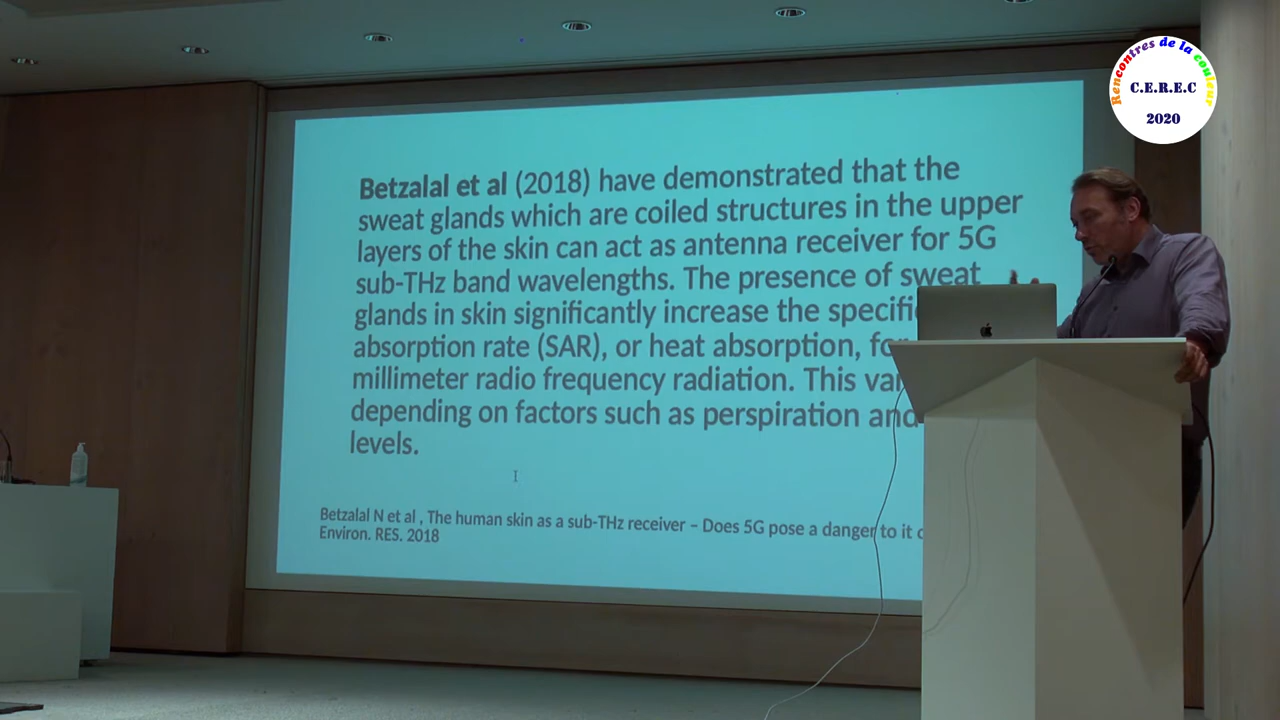 Rencontres de la couleur
C.E.R.E.C
2020
Betzalal et al (2018) have demonstrated that the
sweat glands which are coiled structures in the upper
layers of the skin can act as antenna receiver for 5G
sub-THz band wavelengths. The presence of sweat
glands in skin significantly increase the
absorption rate (SAR), or heat absorption,
millimeter radio frequency radiation. This
depending on factors such as perspiration and
levels.
Betzalal N et al , The human skin as a sub-THz receiver – Does 5G pose a danger to it
Environ. RES. 2018